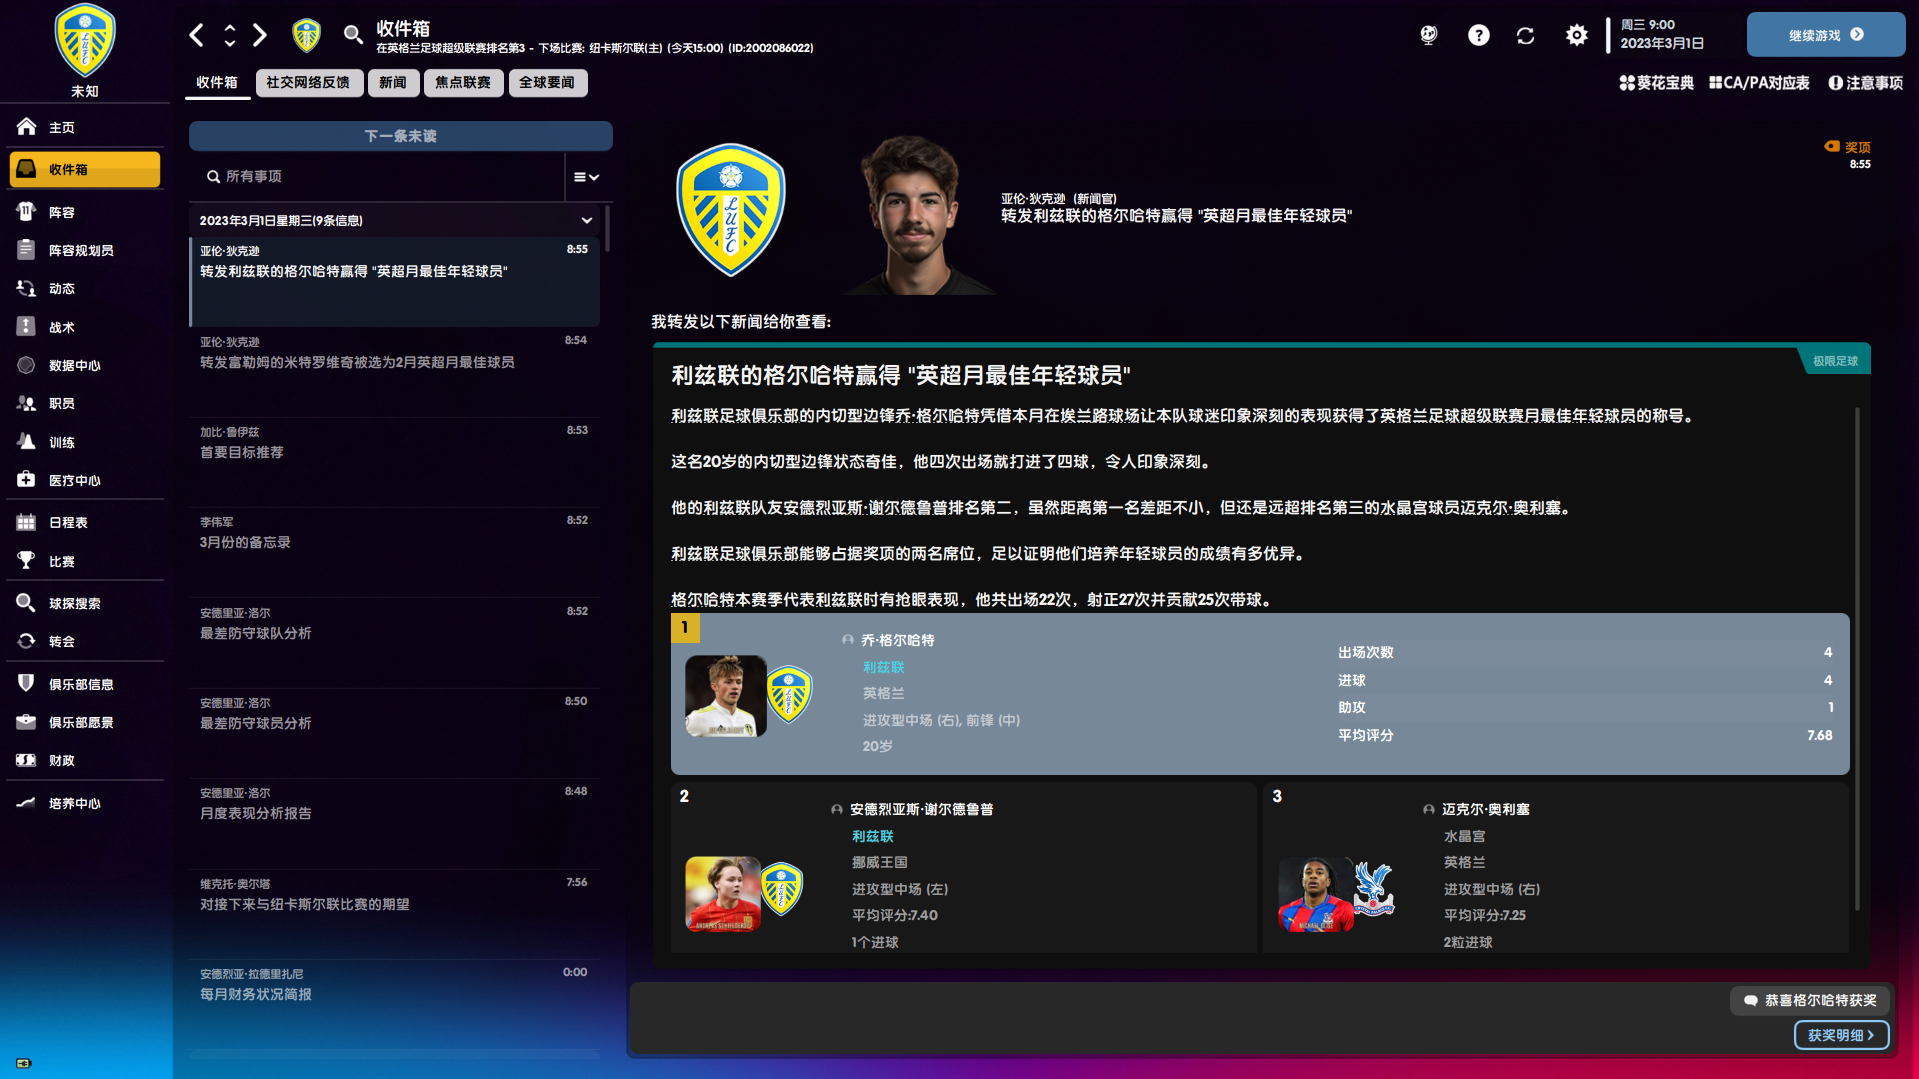 收件箱
在英格兰足球超级联赛排名第3 - 下场比赛: 纽卡斯尔联(主) (今天15:00) (ID:2002086022)
周三 9:00
2023年3月1日
继续游戏
未知
收件箱
社交网络反馈
新闻
焦点联赛
全球要闻
葵花宝典
CA/PA对应表
注意事项
主页
收件箱
阵容
阵容规划员
动态
战术
数据中心
职员
训练
医疗中心
日程表
比赛
球探搜索
转会
俱乐部信息
俱乐部愿景
财政
培养中心
下一条未读
所有事项
2023年3月1日星期三(9条信息)
亚伦·狄克逊 8:55
转发利兹联的格尔哈特赢得 "英超月最佳年轻球员"
亚伦·狄克逊 8:54
转发富勒姆的米特罗维奇被选为2月英超月最佳球员
加比·鲁伊兹 8:53
首要目标推荐
李伟军 8:52
3月份的备忘录
安德里亚·洛尔 8:52
最差防守球队分析
安德里亚·洛尔 8:50
最差防守球员分析
安德里亚·洛尔 8:48
月度表现分析报告
维克托·奥尔塔 7:56
对接下来与纽卡斯尔联比赛的期望
安德烈亚·拉德里扎尼 0:00
每月财务状况简报
奖项
8:55
亚伦·狄克逊 (新闻官)
转发利兹联的格尔哈特赢得 "英超月最佳年轻球员"
我转发以下新闻给你查看:
极限足球
利兹联的格尔哈特赢得 "英超月最佳年轻球员"
利兹联足球俱乐部的内切型边锋乔·格尔哈特凭借本月在埃兰路球场让本队球迷印象深刻的表现获得了英格兰足球超级联赛月最佳年轻球员的称号。
这名20岁的内切型边锋状态奇佳，他四次出场就打进了四球，令人印象深刻。
他的利兹联队友安德烈亚斯·谢尔德鲁普排名第二，虽然距离第一名差距不小，但还是远超排名第三的水晶宫球员迈克尔·奥利塞。
利兹联足球俱乐部能够占据奖项的两名席位，足以证明他们培养年轻球员的成绩有多优异。
格尔哈特本赛季代表利兹联时有抢眼表现，他共出场22次，射正27次并贡献25次带球。
1
乔·格尔哈特
利兹联
英格兰
进攻型中场 (右), 前锋 (中)
20岁
出场次数 4
进球 4
助攻 1
平均评分 7.68
2
安德烈亚斯·谢尔德鲁普
利兹联
挪威王国
进攻型中场 (左)
平均评分:7.40
1个进球
3
迈克尔·奥利塞
水晶宫
英格兰
进攻型中场 (右)
平均评分:7.25
2粒进球
恭喜格尔哈特获奖
获奖明细